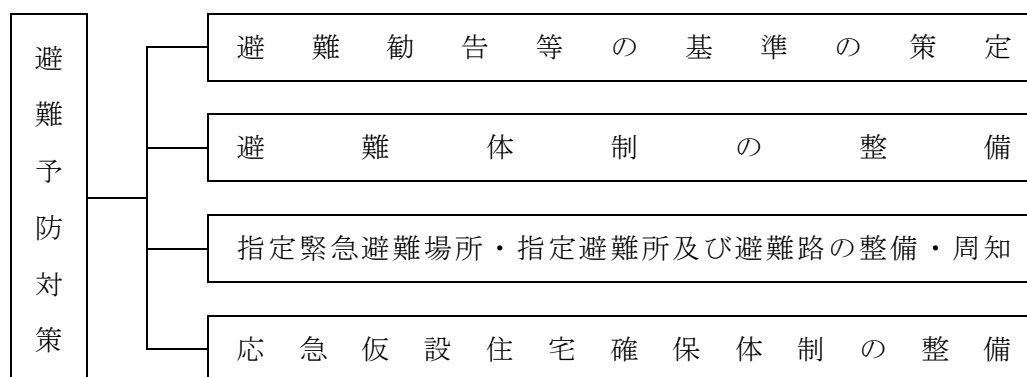 避難予防対策
避難勧告等の基準の策定
避難体制の整備
指定緊急避難場所・指定避難所及び避難路の整備・周知
応急仮設住宅確保体制の整備